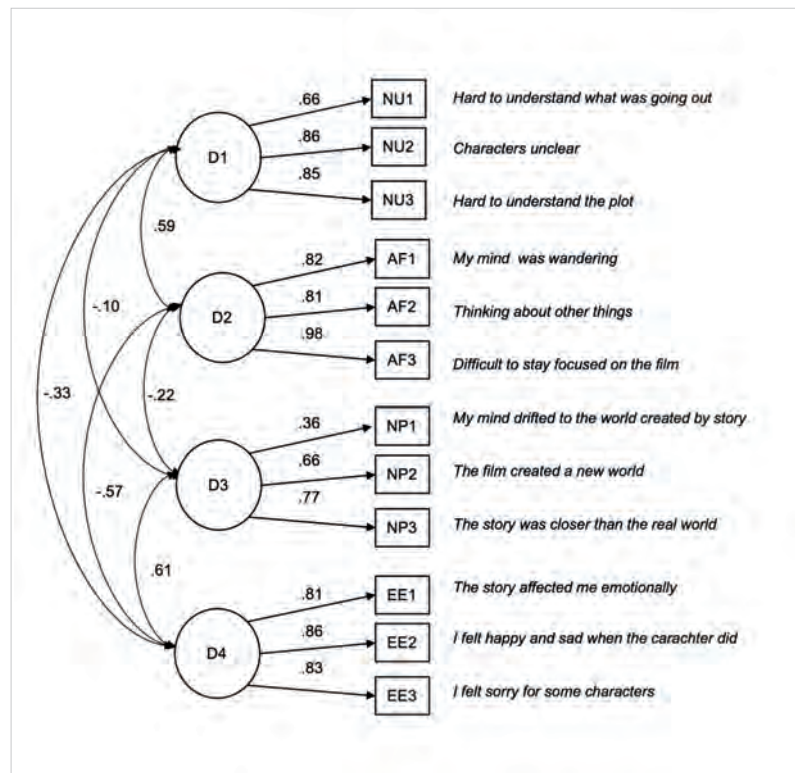 .66 NU1 Hard to understand what was going out
D1 .86 NU2 Characters unclear
.85 NU3 Hard to understand the plot
.59
.82 AF1 My mind was wandering
D2 .81 AF2 Thinking about other things
.98 AF3 Difficult to stay focused on the film
-.10
-.33
-.22
.36 NP1 My mind drifted to the world created by story
D3 .66 NP2 The film created a new world
.77 NP3 The story was closer than the real world
-.57
.61
.81 EE1 The story affected me emotionally
D4 .86 EE2 I felt happy and sad when the carachter did
.83 EE3 I felt sorry for some characters